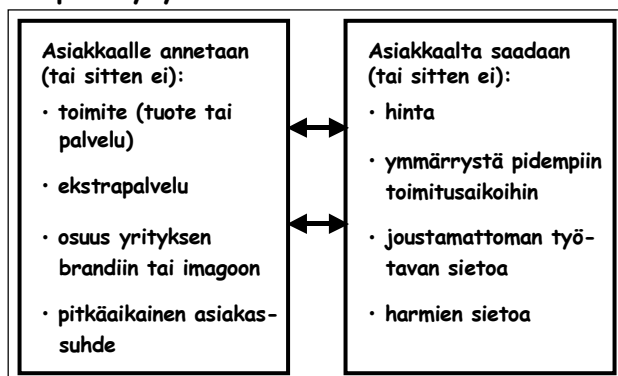 Asiakkaalle annetaan
(tai sitten ei):
· toimite (tuote tai
palvelu)
· ekstrapalvelu
· osuus yrityksen
brandiin tai imagoon
· pitkäaikainen asiakas-
suhde
Asiakkaalta saadaan
(tai sitten ei):
· hinta
· ymmärrystä pidempiin
toimitusaikoihin
· joustamattoman työ-
tavan sietoa
· harmien sietoa